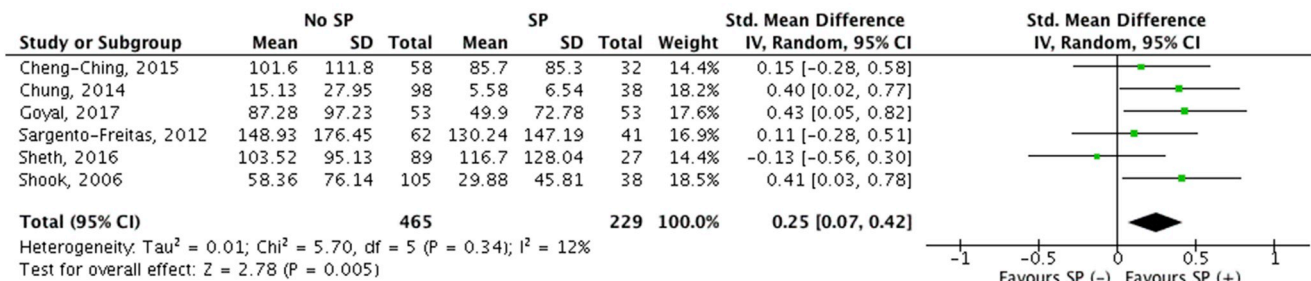 No SP SP Std. Mean Difference Std. Mean Difference
Study or Subgroup Mean SD Total Mean SD Total Weight IV, Random, 95% CI IV, Random, 95% CI
Cheng-Ching, 2015 101.6 111.8 58 85.7 85.3 32 14.4% 0.15 [-0.28, 0.58]
Chung, 2014 15.13 27.95 98 5.58 6.54 38 18.2% 0.40 [0.02, 0.77]
Goyal, 2017 87.28 97.23 53 49.9 72.78 53 17.6% 0.43 [0.05, 0.82]
Sargento-Freitas, 2012 148.93 176.45 62 130.24 147.19 41 16.9% 0.11 [-0.28, 0.51]
Sheth, 2016 103.52 95.13 89 116.7 128.04 27 14.4% -0.13 [-0.56, 0.30]
Shook, 2006 58.36 76.14 105 29.88 45.81 38 18.5% 0.41 [0.03, 0.78]
Total (95% CI) 465 229 100.0% 0.25 [0.07, 0.42]
Heterogeneity: Tau² = 0.01; Chi² = 5.70, df = 5 (P = 0.34); I² = 12%
Test for overall effect: Z = 2.78 (P = 0.005)
-1 -0.5 0 0.5 1
Favours SP (-) Favours SP (+)